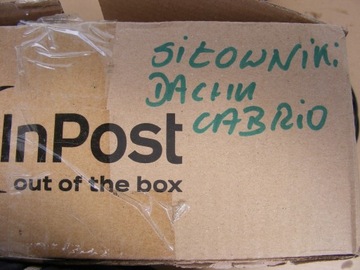 SIŁOWNIKI
DACHU
CABRIO
InPost
out of the box